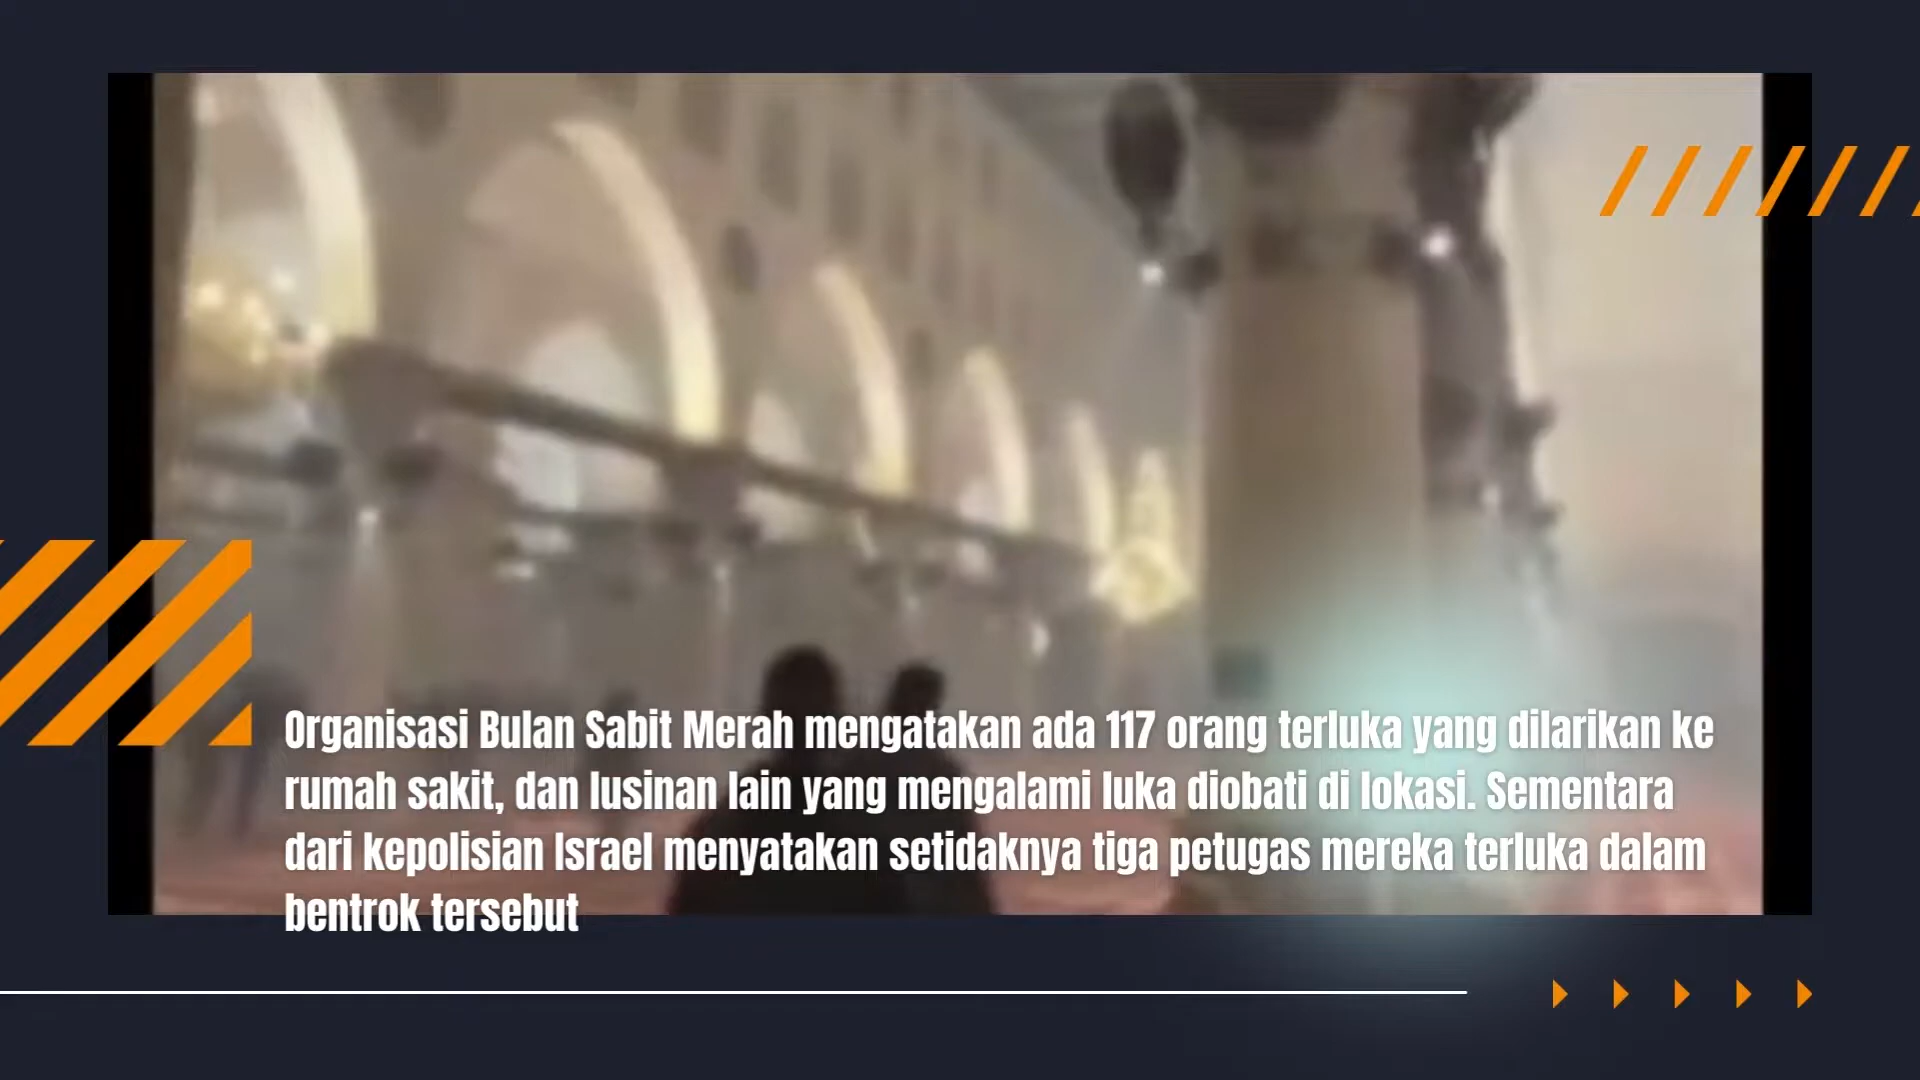 Organisasi Bulan Sabit Merah mengatakan ada 117 orang terluka yang dilarikan ke
rumah sakit, dan lusinan lain yang mengalami luka diobati di lokasi. Sementara
dari kepolisian Israel menyatakan setidaknya tiga petugas mereka terluka dalam
bentrok tersebut